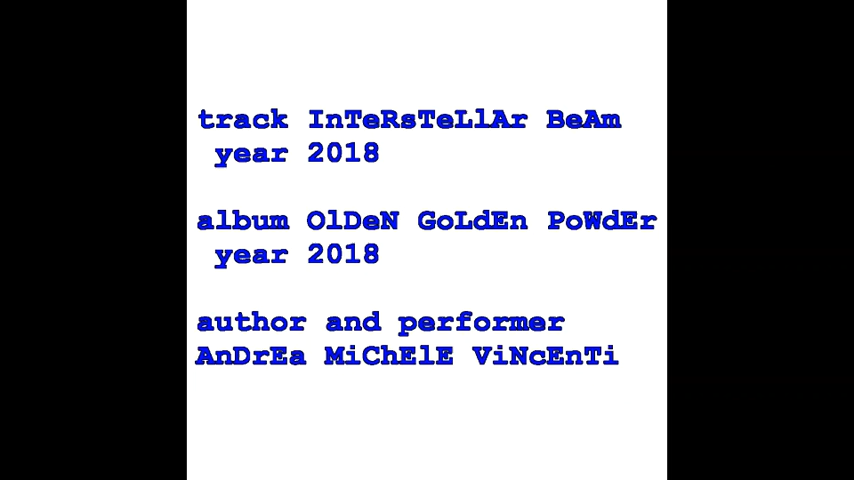 track InTeRsTeLlAr BeAm
year 2018
album OlDeN GoLdEn PoWdEr
year 2018
author and performer
AnDrEa MiChElE ViNcEnTi